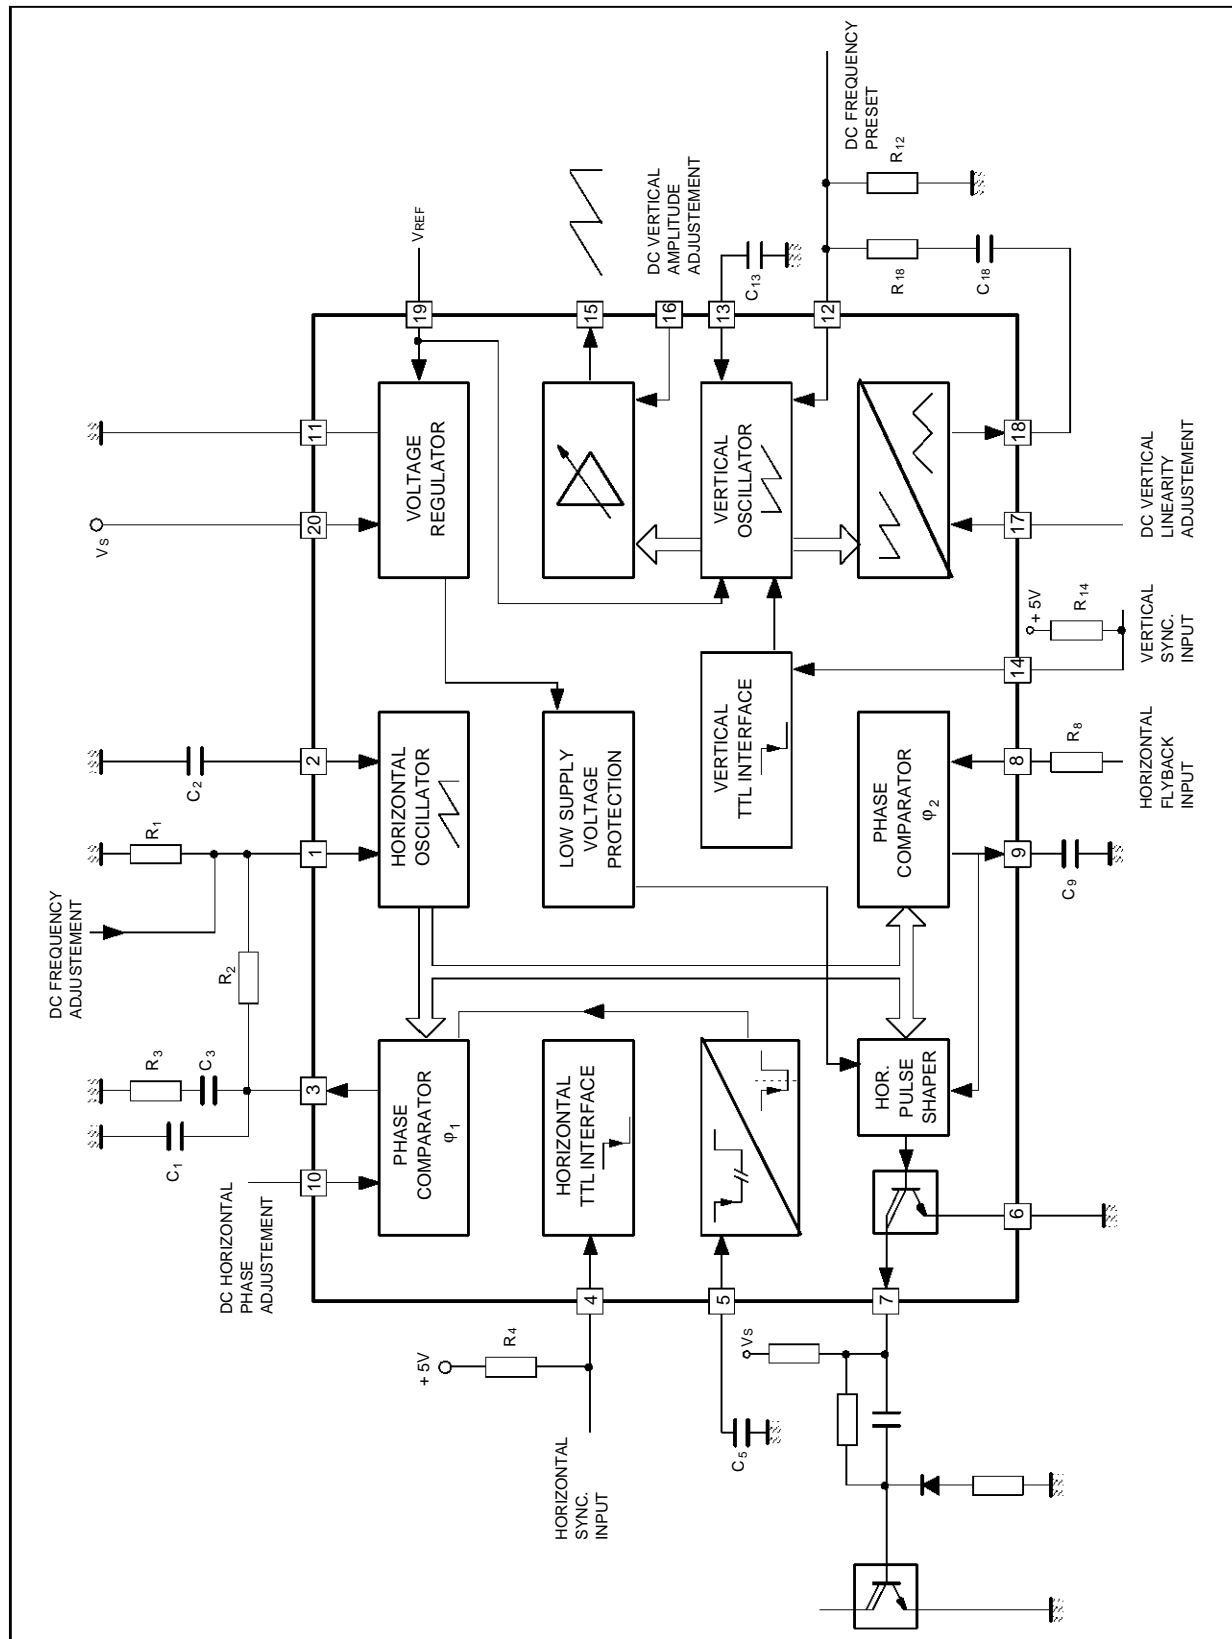 DC HORIZONTAL
PHASE
ADJUSTEMENT
C1
R3
C3
R2
DC FREQUENCY
ADJUSTEMENT
R1
C2
VS
10
3
1
2
20
11
+ 5V
R4
HORIZONTAL
SYNC.
INPUT
4
PHASE
COMPARATOR
φ1
HORIZONTAL
OSCILLATOR
VOLTAGE
REGULATOR
19
VREF
HORIZONTAL
TTL INTERFACE
LOW SUPPLY
VOLTAGE
PROTECTION
15
16
DC VERTICAL
AMPLITUDE
ADJUSTEMENT
C5
5
VERTICAL
TTL INTERFACE
VERTICAL
OSCILLATOR
13
C13
VS
7
HOR.
PULSE
SHAPER
PHASE
COMPARATOR
φ2
12
DC FREQUENCY
PRESET
R12
R18
C18
6
9
8
14
17
18
C9
R8
HORIZONTAL
FLYBACK
INPUT
+ 5V
R14
VERTICAL
SYNC.
INPUT
DC VERTICAL
LINEARITY
ADJUSTEMENT